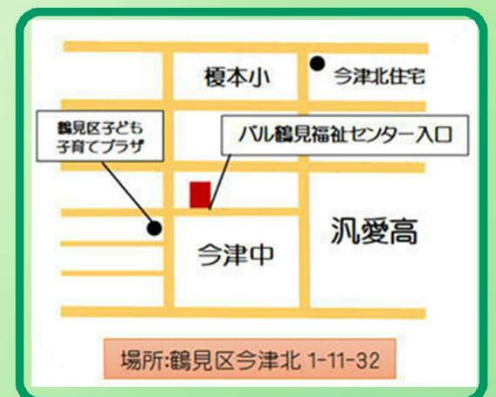 榎本小
今津北住宅
鶴見区子ども
子育てプラザ
パル鶴見福祉センター入口
今津中
汎愛高
場所:鶴見区今津北 1-11-32